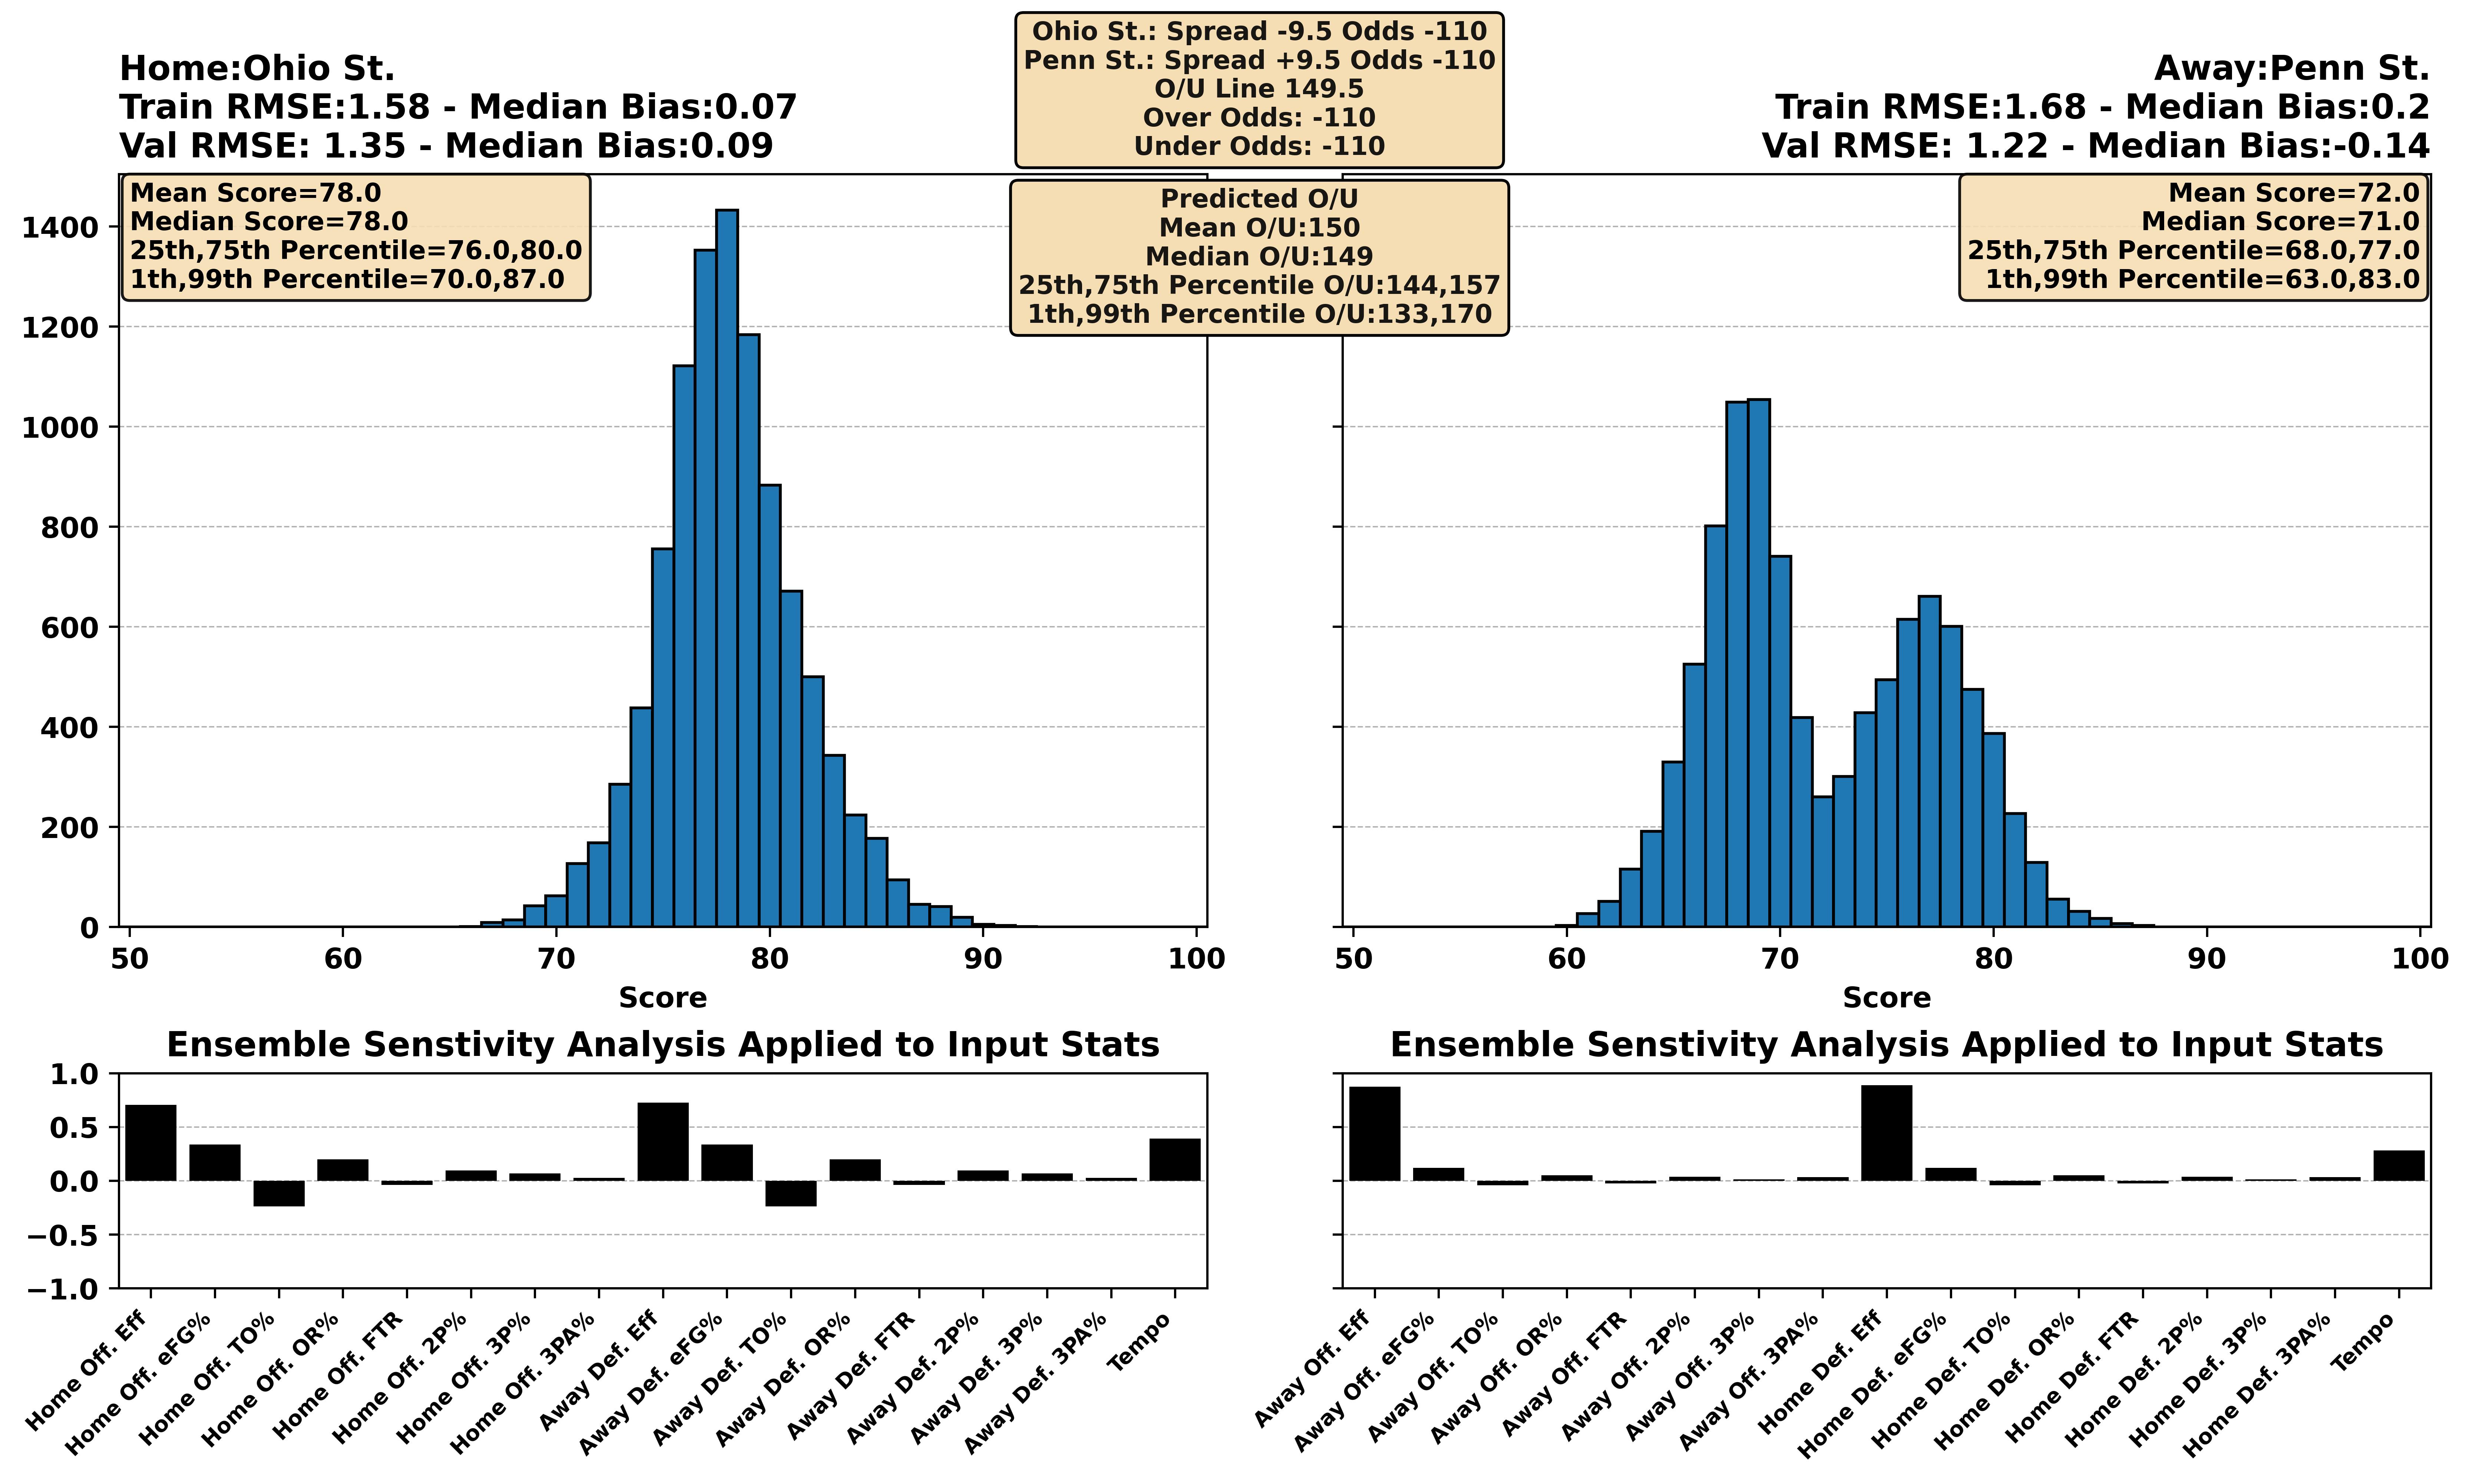 Ohio St.: Spread -9.5 Odds -110
Penn St.: Spread +9.5 Odds -110
O/U Line 149.5
Over Odds: -110
Under Odds: -110
Home:Ohio St.
Train RMSE:1.58 - Median Bias:0.07
Val RMSE: 1.35 - Median Bias:0.09
Away:Penn St.
Train RMSE:1.68 - Median Bias:0.2
Val RMSE: 1.22 - Median Bias:-0.14
Mean Score=78.0
Median Score=78.0
25th,75th Percentile=76.0,80.0
1th,99th Percentile=70.0,87.0
Predicted O/U
Mean O/U:150
Median O/U:149
25th,75th Percentile O/U:144,157
1th,99th Percentile O/U:133,170
Mean Score=72.0
Median Score=71.0
25th,75th Percentile=68.0,77.0
1th,99th Percentile=63.0,83.0
1400
1200
1000
800
600
400
200
0
50 60 70 80 90 100
Score
50 60 70 80 90 100
Score
Ensemble Senstivity Analysis Applied to Input Stats
Ensemble Senstivity Analysis Applied to Input Stats
1.0
0.5
0.0
−0.5
−1.0
Home Off. Eff
Home Off. eFG%
Home Off. TO%
Home Off. OR%
Home Off. FTR
Home Off. 2P%
Home Off. 3P%
Home Off. 3PA%
Away Def. Eff
Away Def. eFG%
Away Def. TO%
Away Def. OR%
Away Def. FTR
Away Def. 2P%
Away Def. 3P%
Away Def. 3PA%
Tempo
Away Off. Eff
Away Off. eFG%
Away Off. TO%
Away Off. OR%
Away Off. FTR
Away Off. 2P%
Away Off. 3P%
Away Off. 3PA%
Home Def. Eff
Home Def. eFG%
Home Def. TO%
Home Def. OR%
Home Def. FTR
Home Def. 2P%
Home Def. 3P%
Home Def. 3PA%
Tempo